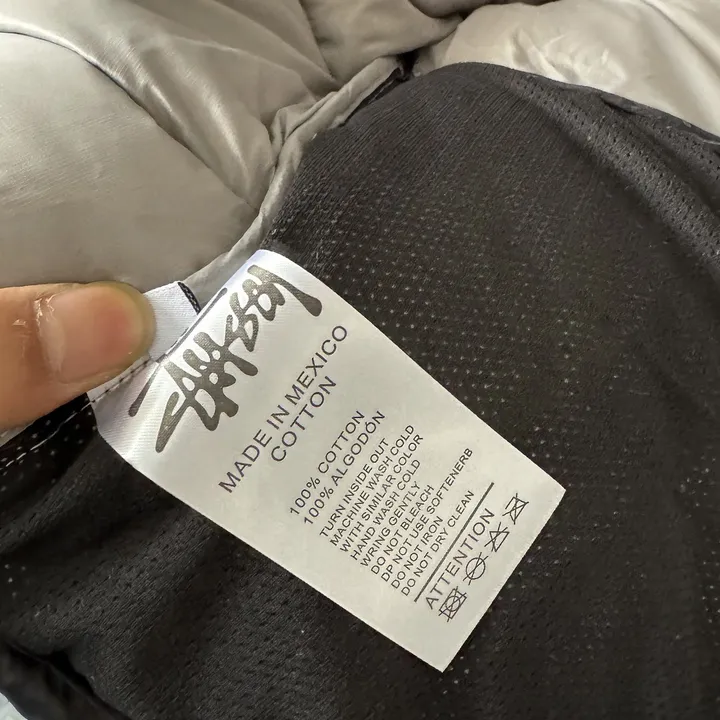 STÜSSY
MADE IN MEXICO
COTTON
100% COTTON
100% ALGODÓN
TURN INSIDE OUT
MACHINE WASH COLD
WITH SIMILAR COLOR
HAND WASH COLD
WRING GENTLY
DO NOT BLEACH
DP NOT USE SOFTENERB
DO NOT IRON
DO NOT DRY CLEAN
ATTENTION